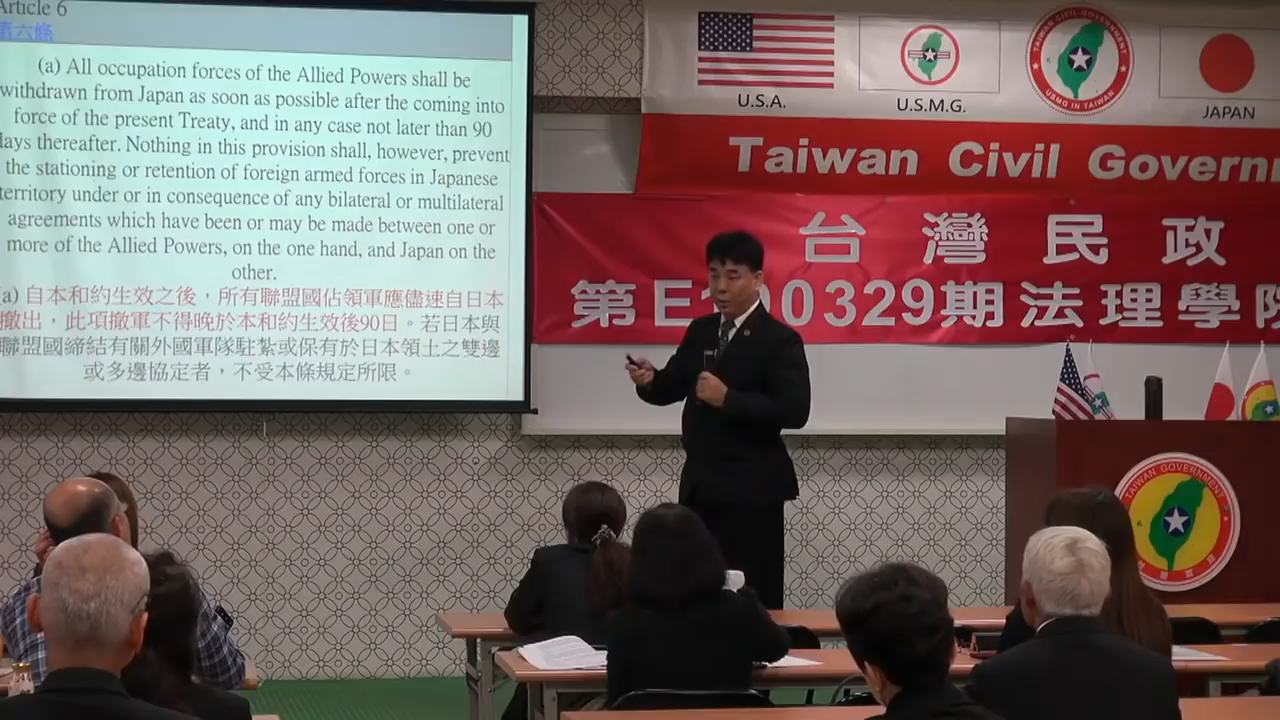 Article 6
第六條
(a) All occupation forces of the Allied Powers shall be
withdrawn from Japan as soon as possible after the coming into
force of the present Treaty, and in any case not later than 90
days thereafter. Nothing in this provision shall, however, prevent
the stationing or retention of foreign armed forces in Japanese
territory under or in consequence of any bilateral or multilateral
agreements which have been or may be made between one or
more of the Allied Powers, on the one hand, and Japan on the
other.
a) 自本和約生效之後，所有聯盟國佔領軍應儘速自日本
撤出，此項撤軍不得晚於本和約生效後90日。若日本與
聯盟國締結有關外國軍隊駐紮或保有於日本領土之雙邊
或多邊協定者，不受本條規定所限。
U.S.A.
U.S.M.G.
TAIWAN CIVIL GOVERNMENT
USMG IN TAIWAN
JAPAN
Taiwan Civil Governm
台灣民政
第E100329期法理學院
TAIWAN GOVERNMENT